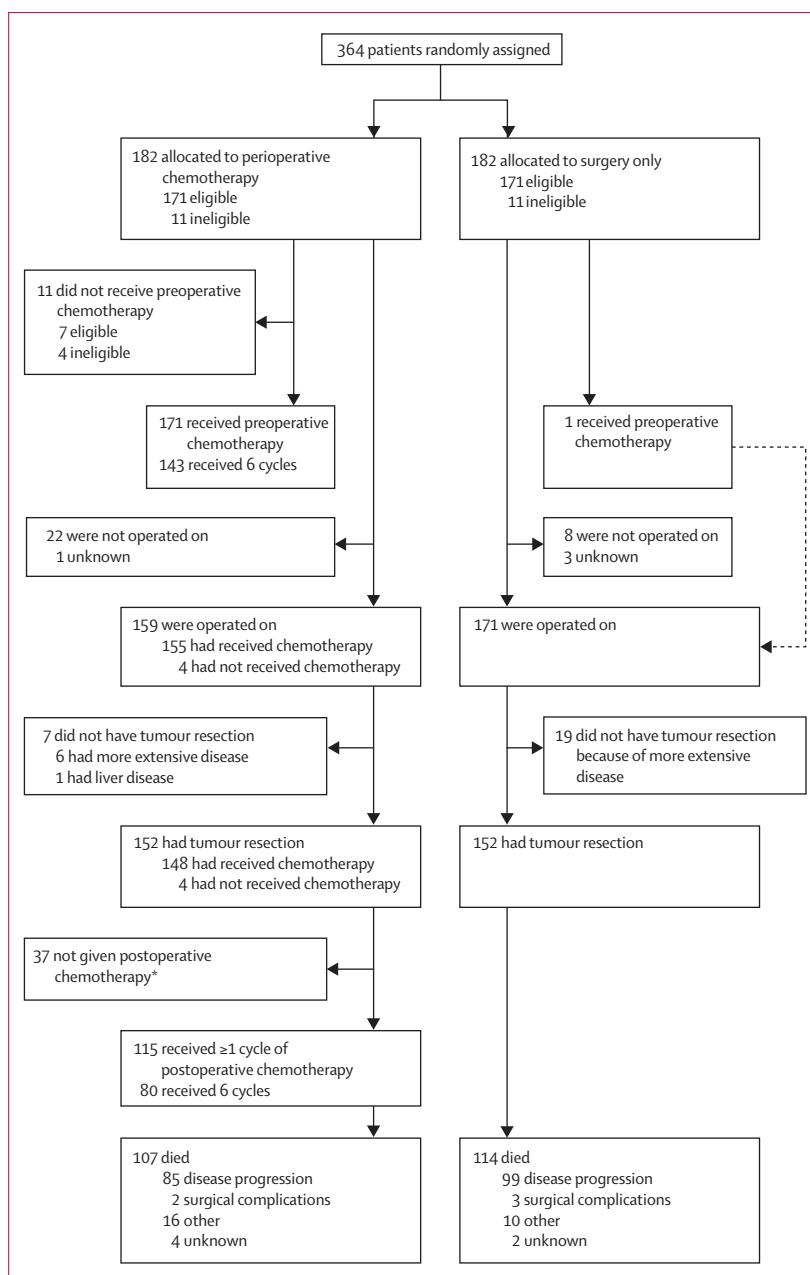 364 patients randomly assigned
182 allocated to perioperative
chemotherapy
171 eligible
11 ineligible
182 allocated to surgery only
171 eligible
11 ineligible
11 did not receive preoperative
chemotherapy
7 eligible
4 ineligible
171 received preoperative
chemotherapy
143 received 6 cycles
1 received preoperative
chemotherapy
22 were not operated on
1 unknown
8 were not operated on
3 unknown
159 were operated on
155 had received chemotherapy
4 had not received chemotherapy
171 were operated on
7 did not have tumour resection
6 had more extensive disease
1 had liver disease
19 did not have tumour resection
because of more extensive
disease
152 had tumour resection
148 had received chemotherapy
4 had not received chemotherapy
152 had tumour resection
37 not given postoperative
chemotherapy*
115 received ≥1 cycle of
postoperative chemotherapy
80 received 6 cycles
107 died
85 disease progression
2 surgical complications
16 other
4 unknown
114 died
99 disease progression
3 surgical complications
10 other
2 unknown